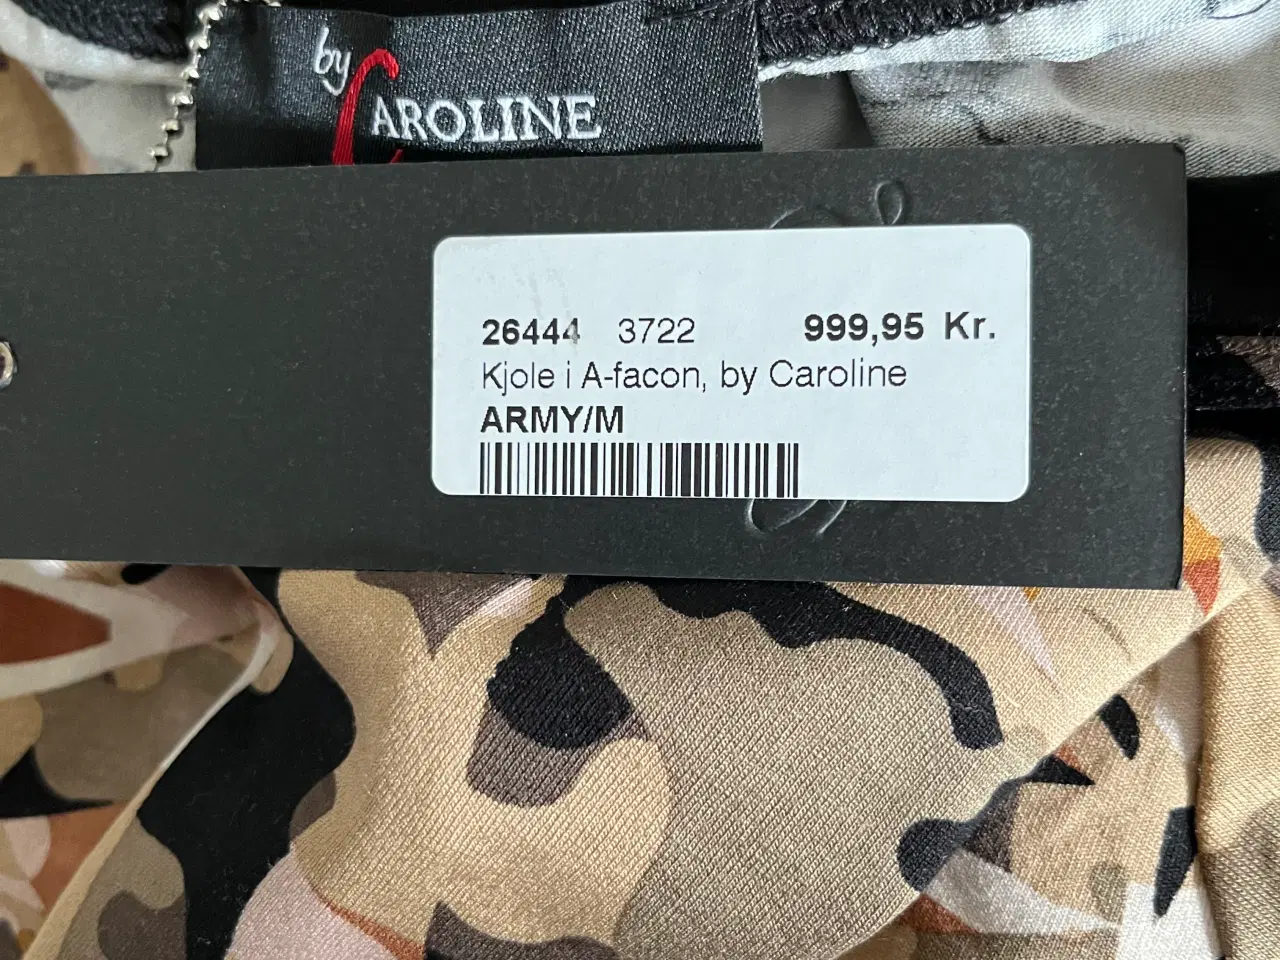 by CAROLINE
26444 3722 999,95 Kr.
Kjole i A-facon, by Caroline
ARMY/M